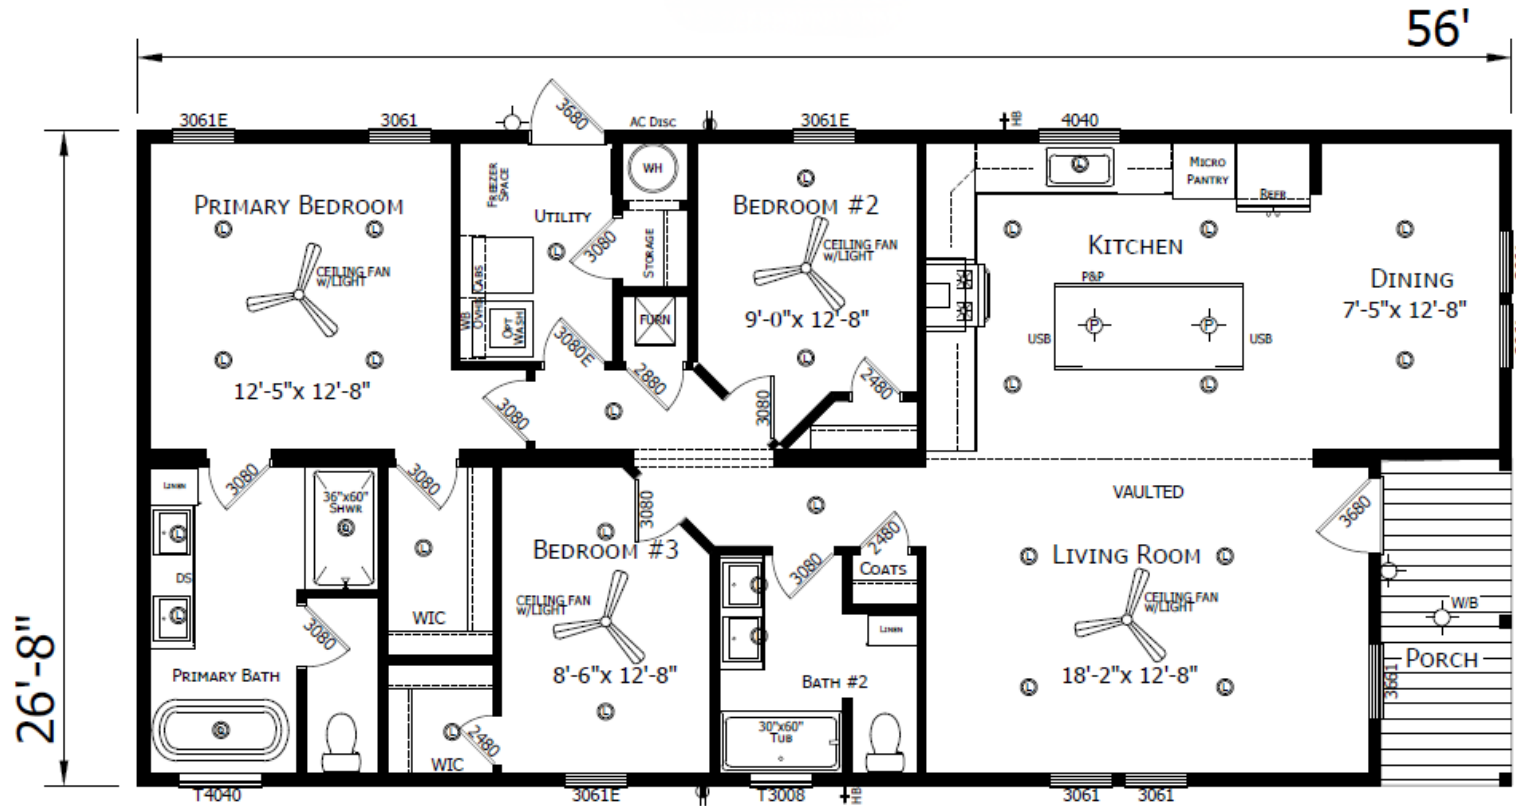 56'
3061E
3061
3680
AC DISC
3061E
HB
4040
WH
FREEZER
SPACE
MICRO
PANTRY
REFR
PRIMARY BEDROOM
UTILITY
3080
STORAGE
BEDROOM #2
KITCHEN
CEILING FAN
w/LIGHT
CEILING FAN
w/LIGHT
P&P
DINING
7'-5"x 12'-8"
OVHR CABS
WB
OPT
WASH
FURN
9'-0"x 12'-8"
USB
P
P
USB
3080E
2880
12'-5"x 12'-8"
3080
3080
2480
LINEN
3080
36"x60"
SHWR
3080
3080
VAULTED
3680
BEDROOM #3
2480
COATS
LIVING ROOM
DS
3080
CEILING FAN
w/LIGHT
CEILING FAN
w/LIGHT
W/B
WIC
3080
LINEN
26'-8"
PRIMARY BATH
8'-6"x 12'-8"
BATH #2
18'-2"x 12'-8"
PORCH
3661
2480
WIC
30"x60"
TUB
T4040
3061E
T3008
HB
3061
3061